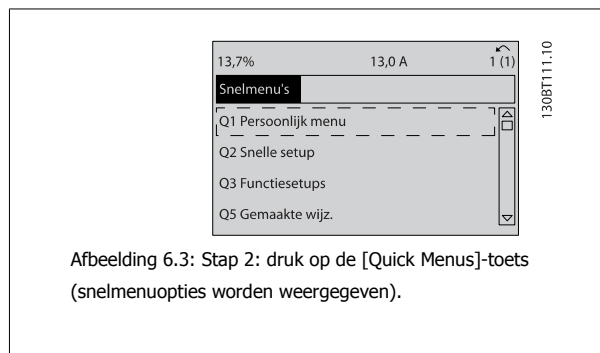 13,7% 13,0 A 1 (1)
Snelmenu's
Q1 Persoonlijk menu
Q2 Snelle setup
Q3 Functiesetups
Q5 Gemaakte wijz.
130BT111.10
Afbeelding 6.3: Stap 2: druk op de [Quick Menus]-toets
(snelmenuopties worden weergegeven).